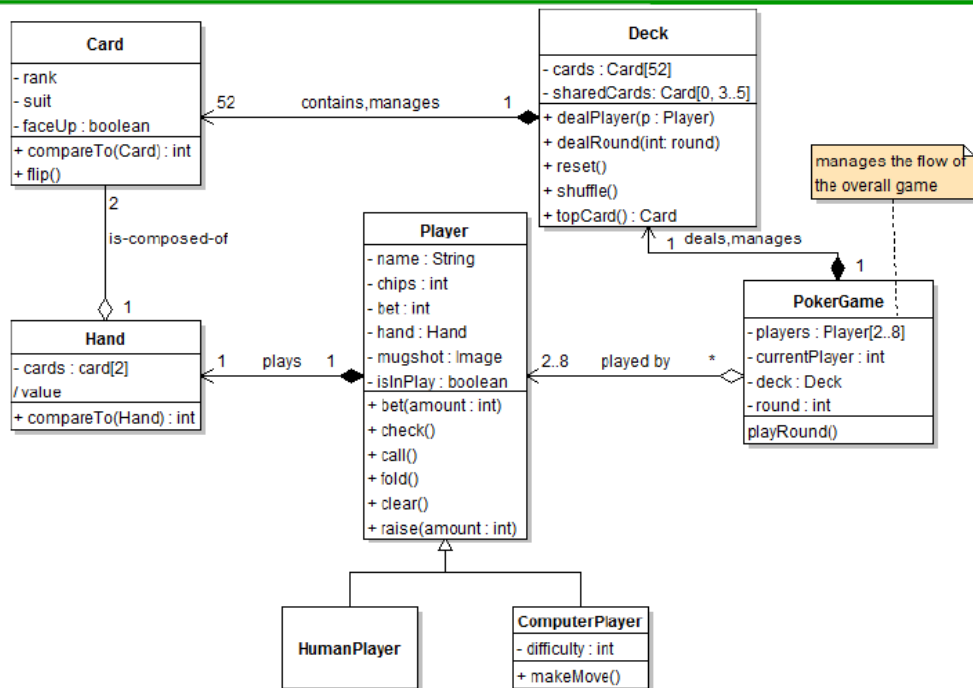 Card
- rank
- suit
- faceUp : boolean
+ compareTo(Card) : int
+ flip()
52
contains,manages
1
Deck
- cards : Card[52]
- sharedCards: Card[0, 3..5]
+ dealPlayer(p : Player)
+ dealRound(int: round)
+ reset()
+ shuffle()
+ topCard() : Card
manages the flow of
the overall game
2
is-composed-of
1
Hand
- cards : card[2]
/ value
+ compareTo(Hand) : int
1
plays
1
Player
- name : String
- chips : int
- bet : int
- hand : Hand
- mugshot : Image
- isInPlay : boolean
+ bet(amount : int)
+ check()
+ call()
+ fold()
+ clear()
+ raise(amount : int)
1
deals,manages
1
2..8
played by
*
PokerGame
- players : Player[2..8]
- currentPlayer : int
- deck : Deck
- round : int
playRound()
HumanPlayer
ComputerPlayer
- difficulty : int
+ makeMove()